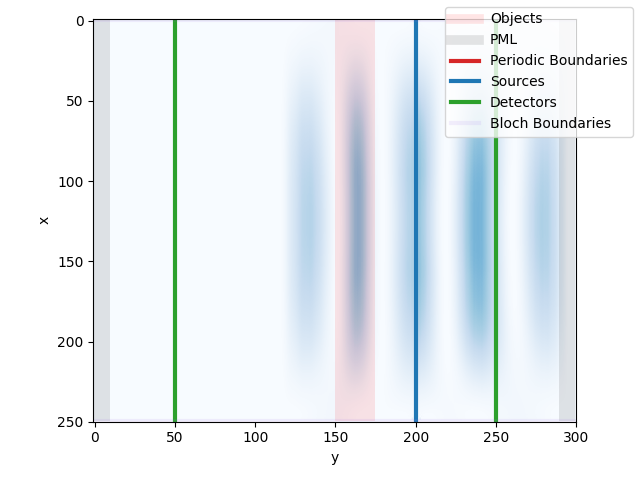 Objects
PML
Periodic Boundaries
Sources
Detectors
Bloch Boundaries
0
50
100
150
200
250
x
0 50 100 150 200 250 300
y